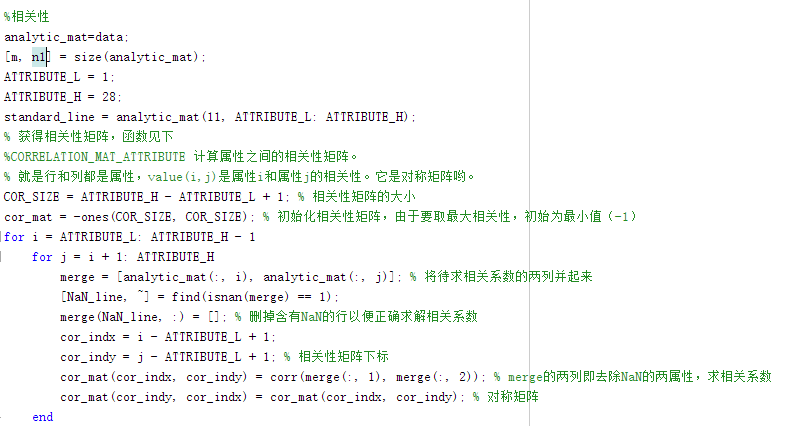 %相关性
analytic_mat=data;
[m, n1] = size(analytic_mat);
ATTRIBUTE_L = 1;
ATTRIBUTE_H = 28;
standard_line = analytic_mat(11, ATTRIBUTE_L: ATTRIBUTE_H);
% 获得相关性矩阵，函数见下
%CORRELATION_MAT_ATTRIBUTE 计算属性之间的相关性矩阵。
% 就是行和列都是属性，value(i,j)是属性i和属性j的相关性。它是对称矩阵哟。
COR_SIZE = ATTRIBUTE_H - ATTRIBUTE_L + 1; % 相关性矩阵的大小
cor_mat = -ones(COR_SIZE, COR_SIZE); % 初始化相关性矩阵，由于要取最大相关性，初始为最小值（-1）
for i = ATTRIBUTE_L: ATTRIBUTE_H - 1
    for j = i + 1: ATTRIBUTE_H
        merge = [analytic_mat(:, i), analytic_mat(:, j)]; % 将待求相关系数的两列并起来
        [NaN_line, ~] = find(isnan(merge) == 1);
        merge(NaN_line, :) = []; % 删掉含有NaN的行以便正确求解相关系数
        cor_indx = i - ATTRIBUTE_L + 1;
        cor_indy = j - ATTRIBUTE_L + 1; % 相关性矩阵下标
        cor_mat(cor_indx, cor_indy) = corr(merge(:, 1), merge(:, 2)); % merge的两列即去除NaN的两属性，求相关系数
        cor_mat(cor_indy, cor_indx) = cor_mat(cor_indx, cor_indy); % 对称矩阵
    end